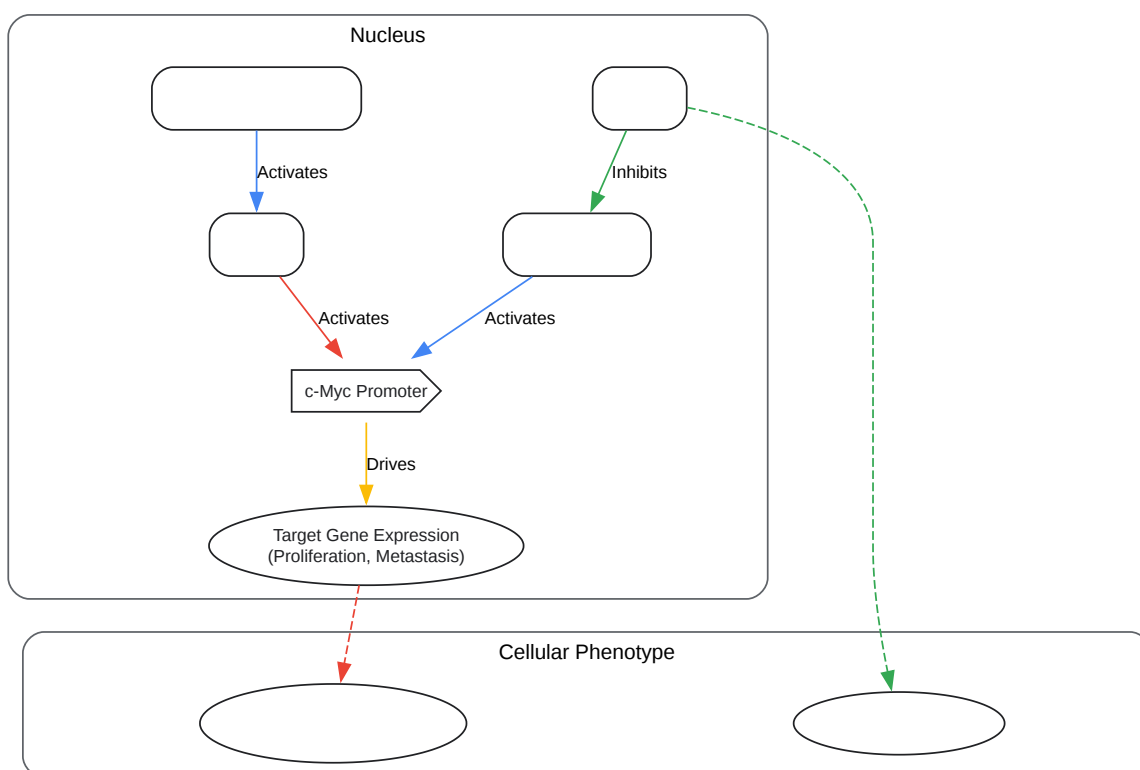 Nucleus
Activates
Inhibits
Activates
Activates
c-Myc Promoter
Drives
Target Gene Expression
(Proliferation, Metastasis)
Cellular Phenotype